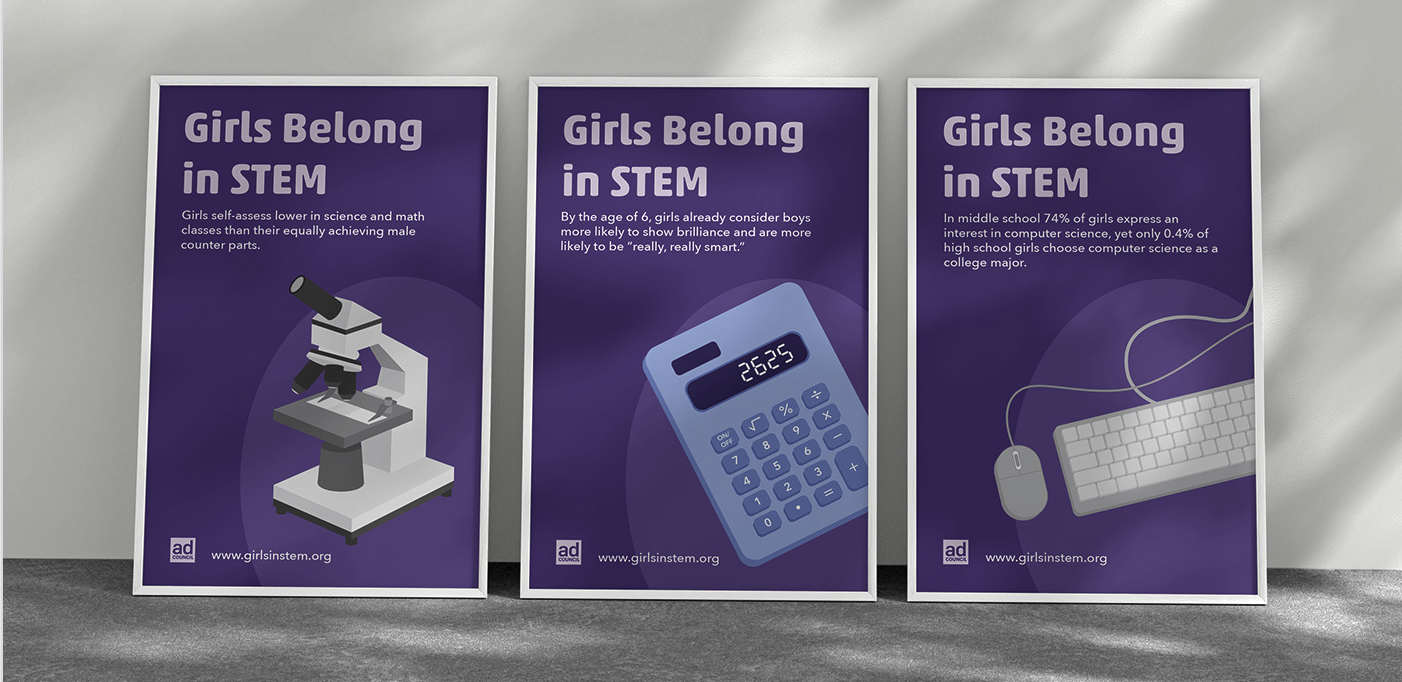 Girls Belong
in STEM
Girls self-assess lower in science and math
classes than their equally achieving male
counter parts.
ad
COUNCIL
www.girlsinstem.org
Girls Belong
in STEM
By the age of 6, girls already consider boys
more likely to show brilliance and are more
likely to be “really, really smart.”
2625
ON/
OFF
√ % ÷
7 8 9 ×
4 5 6 −
1 2 3 +
0 • =
ad
COUNCIL
www.girlsinstem.org
Girls Belong
in STEM
In middle school 74% of girls express an
interest in computer science, yet only 0.4% of
high school girls choose computer science as a
college major.
ad
COUNCIL
www.girlsinstem.org